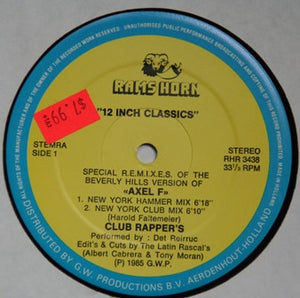 UNAUTHORISED PUBLIC PERFORMANCE BROADCASTING AND COPYING OF THIS RECORD
ALL RIGHTS OF THE MANUFACTURER AND OF THE OWNER OF THE RECORDED WORK RESERVED
RAMS HORN
"12 INCH CLASSICS"
$7.99
STEMRA
SIDE 1
STEREO
RHR 3438
33⅓ RPM
SPECIAL R.E.M.I.X.E.S. OF THE
BEVERLY HILLS VERSION OF
«AXEL F»
1. NEW YORK HAMMER MIX 6'18"
2. NEW YORK CLUB MIX 6'10"
(Harold Faltemeier)
CLUB RAPPER'S
Performed by : Det Reirruc
Edit's & Cuts by The Latin Rascal's
(Albert Cabrera & Tony Moran)
(P) 1985 G.W.P.
DISTRIBUTED BY G.W. PRODUCTIONS B.V. AERDENHOUT-HOLLAND